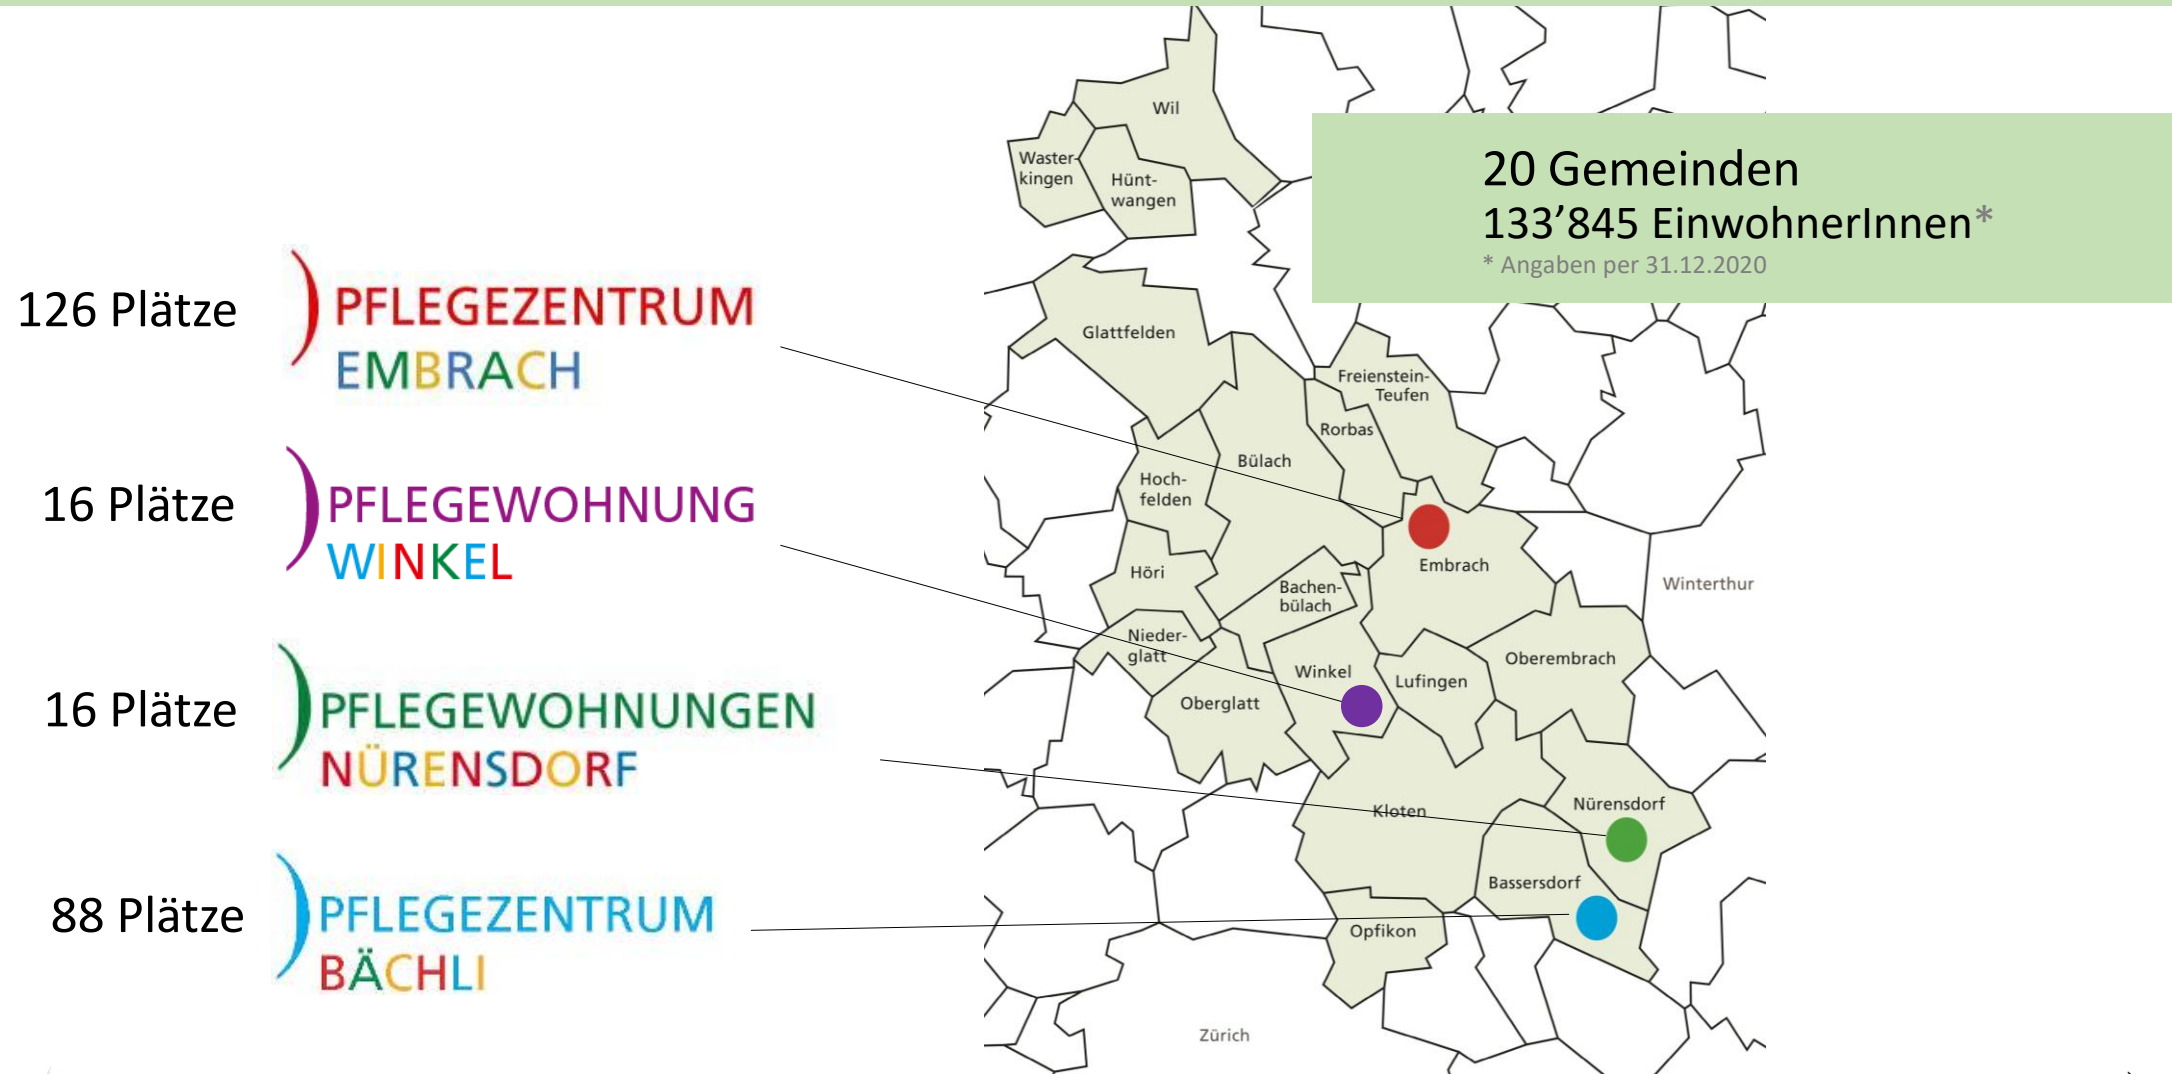 20 Gemeinden
133’845 EinwohnerInnen*
* Angaben per 31.12.2020
126 Plätze
PFLEGEZENTRUM
EMBRACH
16 Plätze
PFLEGEWOHNUNG
WINKEL
16 Plätze
PFLEGEWOHNUNGEN
NÜRENSDORF
88 Plätze
PFLEGEZENTRUM
BÄCHLI
Wil
Waster-
kingen
Hünt-
wangen
Glattfelden
Freienstein-
Teufen
Rorbas
Bülach
Hoch-
felden
Embrach
Höri
Bachen-
bülach
Winterthur
Nieder-
glatt
Winkel
Lufingen
Oberembrach
Oberglatt
Kloten
Nürensdorf
Bassersdorf
Opfikon
Zürich